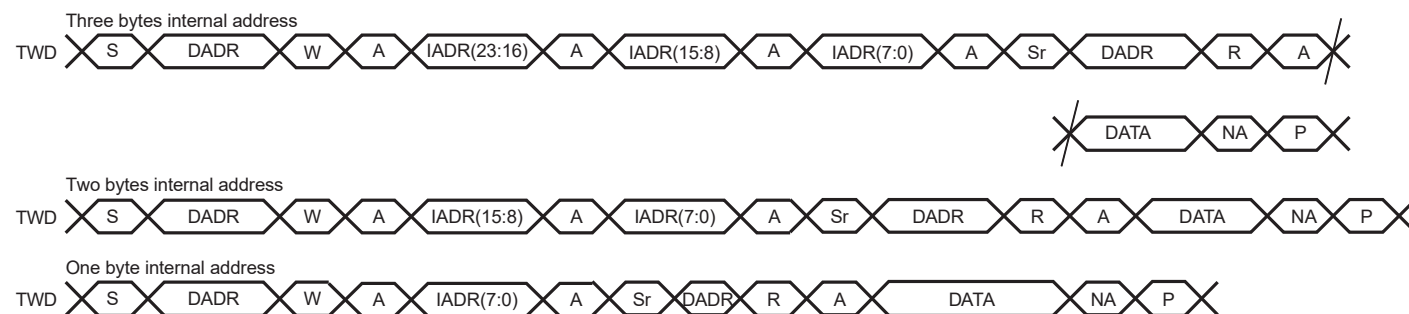 Three bytes internal address
TWD S DADR W A IADR(23:16) A IADR(15:8) A IADR(7:0) A Sr DADR R A
DATA NA P
Two bytes internal address
TWD S DADR W A IADR(15:8) A IADR(7:0) A Sr DADR R A DATA NA P
One byte internal address
TWD S DADR W A IADR(7:0) A Sr DADR R A DATA NA P